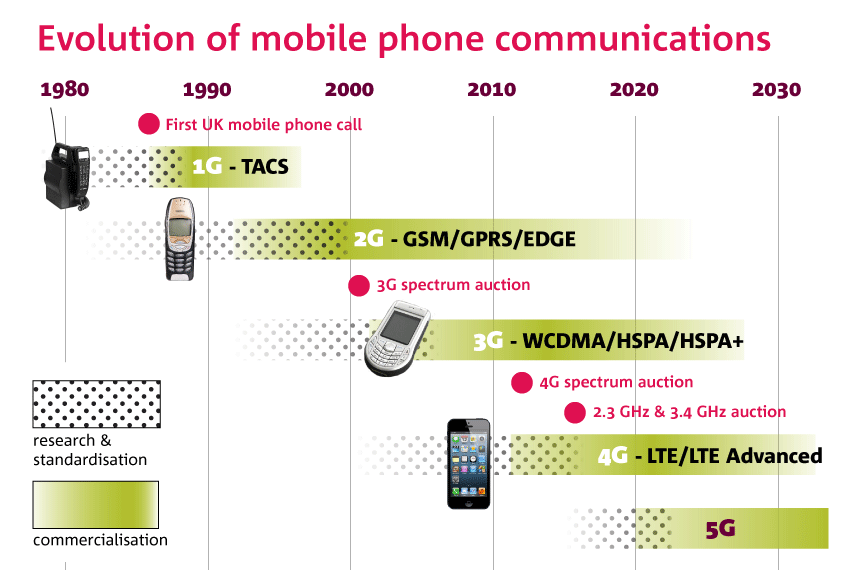 Evolution of mobile phone communications
1980 1990 2000 2010 2020 2030
First UK mobile phone call
1G - TACS
2G - GSM/GPRS/EDGE
3G spectrum auction
3G - WCDMA/HSPA/HSPA+
4G spectrum auction
2.3 GHz & 3.4 GHz auction
research &
standardisation
4G - LTE/LTE Advanced
commercialisation
5G